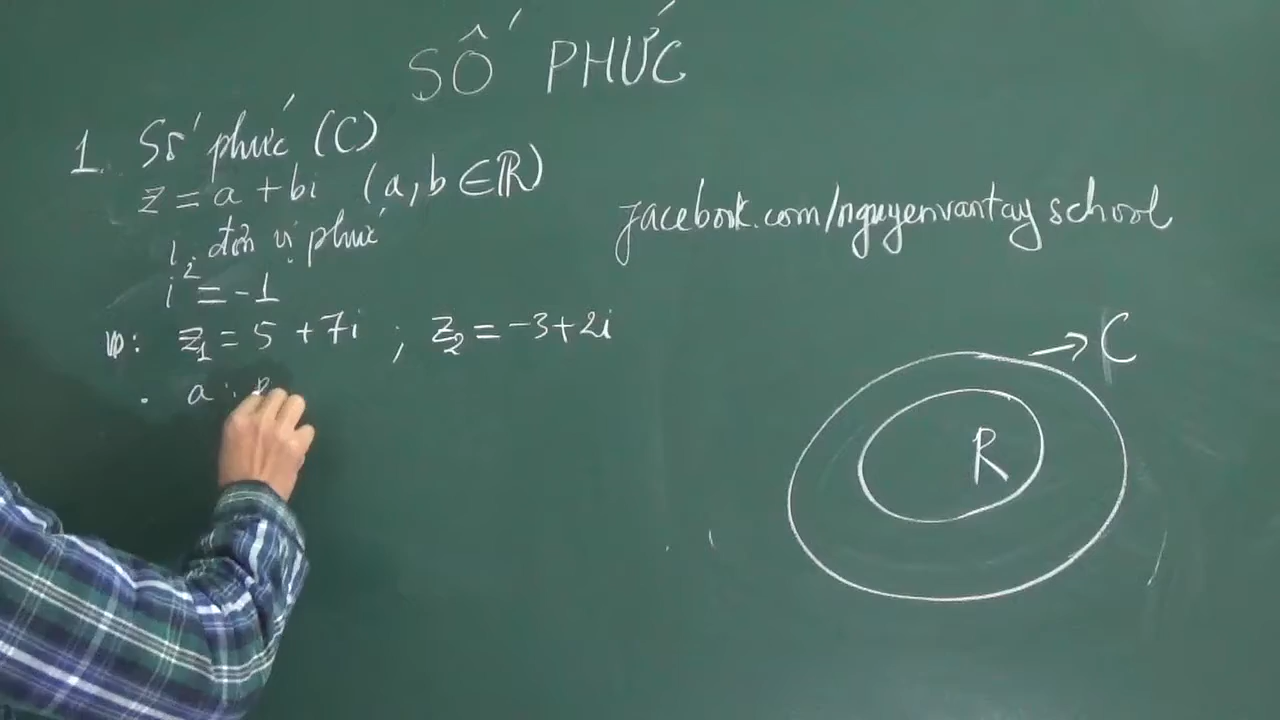 SỐ PHỨC
1. Số phức (C)
z = a + bi (a, b ∈ ℝ)
i: đơn vị phức
i² = -1
VD: z₁ = 5 + 7i ; z₂ = -3 + 2i
. a :
facebook.com/nguyenvantayschool
→ C
R